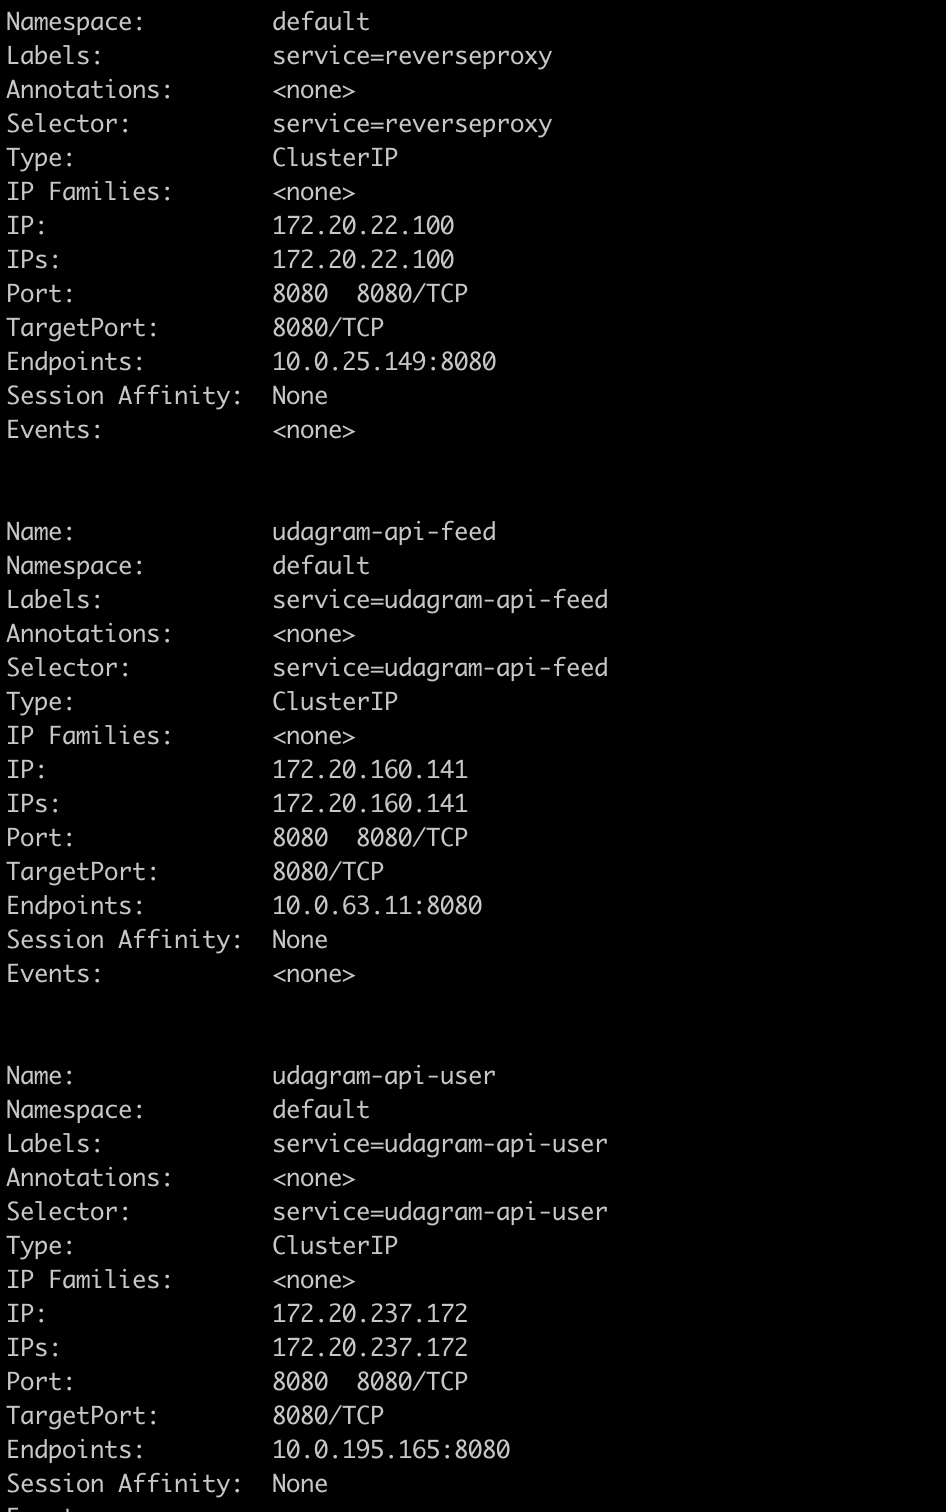 Namespace:         default
Labels:            service=reverseproxy
Annotations:       <none>
Selector:          service=reverseproxy
Type:              ClusterIP
IP Families:       <none>
IP:                172.20.22.100
IPs:               172.20.22.100
Port:              8080  8080/TCP
TargetPort:        8080/TCP
Endpoints:         10.0.25.149:8080
Session Affinity:  None
Events:            <none>

Name:              udagram-api-feed
Namespace:         default
Labels:            service=udagram-api-feed
Annotations:       <none>
Selector:          service=udagram-api-feed
Type:              ClusterIP
IP Families:       <none>
IP:                172.20.160.141
IPs:               172.20.160.141
Port:              8080  8080/TCP
TargetPort:        8080/TCP
Endpoints:         10.0.63.11:8080
Session Affinity:  None
Events:            <none>

Name:              udagram-api-user
Namespace:         default
Labels:            service=udagram-api-user
Annotations:       <none>
Selector:          service=udagram-api-user
Type:              ClusterIP
IP Families:       <none>
IP:                172.20.237.172
IPs:               172.20.237.172
Port:              8080  8080/TCP
TargetPort:        8080/TCP
Endpoints:         10.0.195.165:8080
Session Affinity:  None